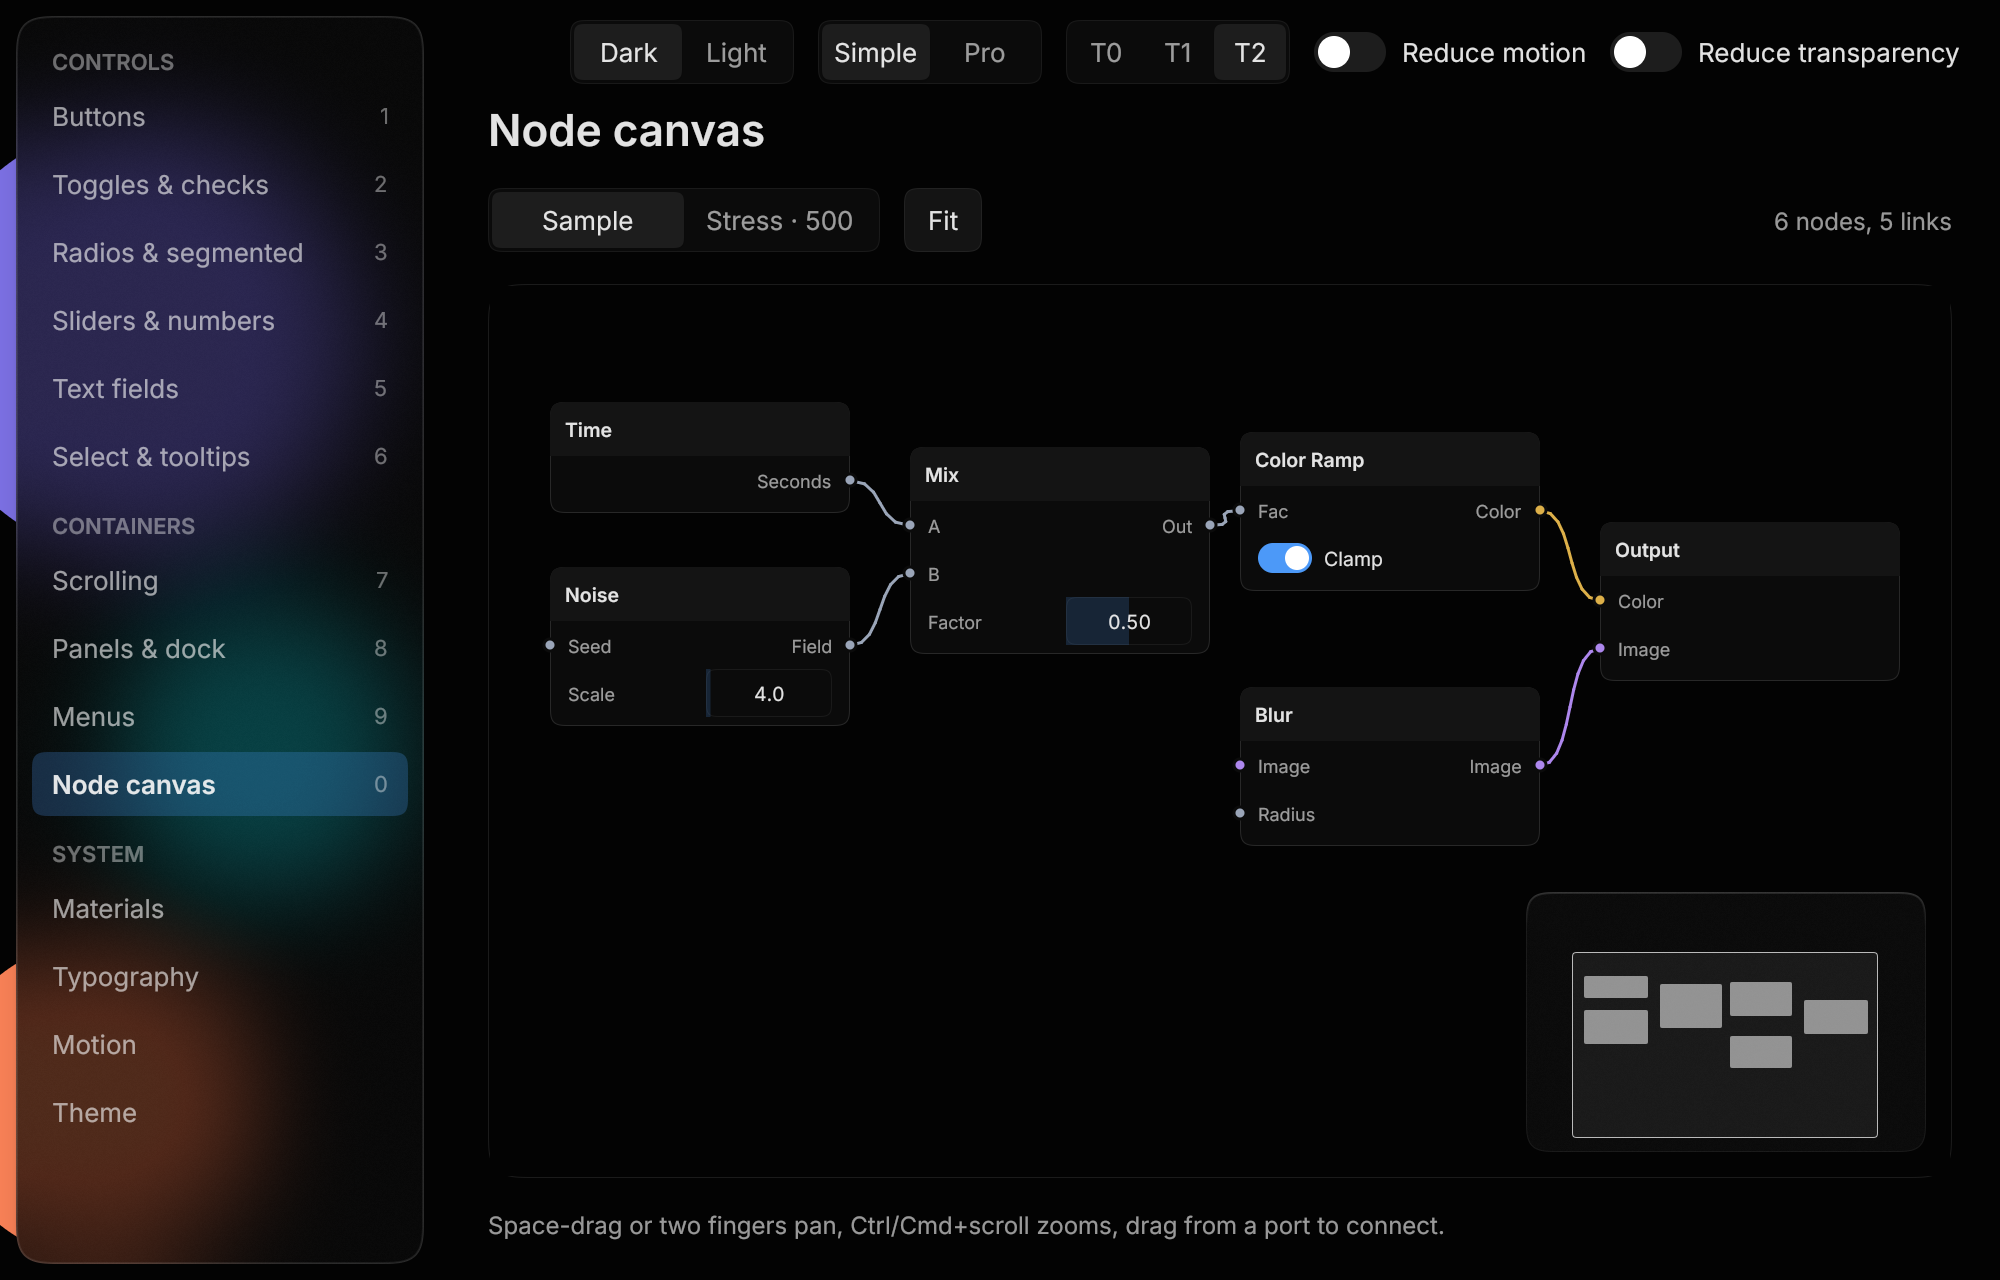 CONTROLS
Buttons 1
Toggles & checks 2
Radios & segmented 3
Sliders & numbers 4
Text fields 5
Select & tooltips 6
CONTAINERS
Scrolling 7
Panels & dock 8
Menus 9
Node canvas 0
SYSTEM
Materials
Typography
Motion
Theme
Dark Light Simple Pro T0 T1 T2 Reduce motion Reduce transparency
Node canvas
Sample Stress · 500 Fit 6 nodes, 5 links
Time
Seconds
Noise
Seed Field
Scale 4.0
Mix
A Out
B
Factor 0.50
Color Ramp
Fac Color
Clamp
Blur
Image Image
Radius
Output
Color
Image
Space-drag or two fingers pan, Ctrl/Cmd+scroll zooms, drag from a port to connect.